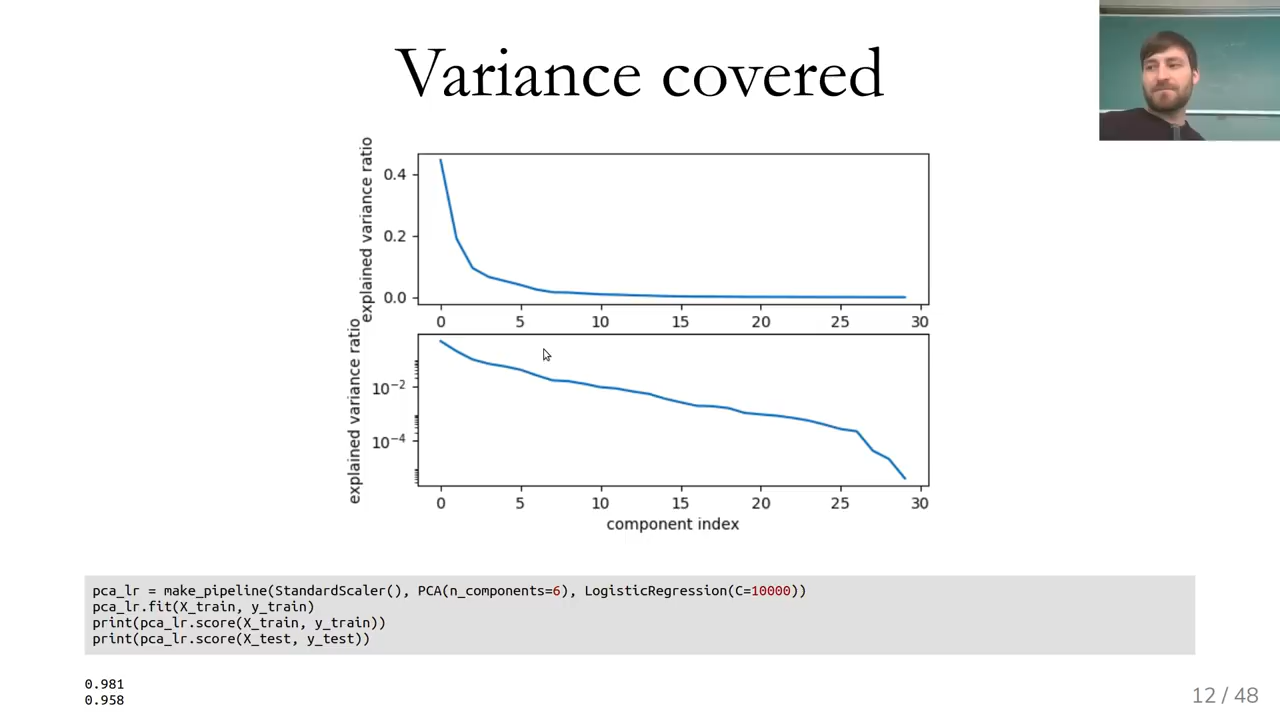 Variance covered
explained variance ratio
0.4
0.2
0.0
0 5 10 15 20 25 30
explained variance ratio
10⁻²
10⁻⁴
0 5 10 15 20 25 30
component index
pca_lr = make_pipeline(StandardScaler(), PCA(n_components=6), LogisticRegression(C=10000))
pca_lr.fit(X_train, y_train)
print(pca_lr.score(X_train, y_train))
print(pca_lr.score(X_test, y_test))
0.981
0.958
12 / 48